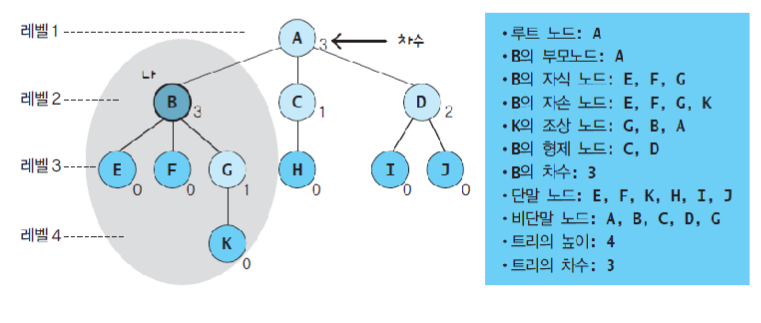 레벨1
A
3
차수
나
레벨2
B
3
C
1
D
2
레벨3
E
0
F
0
G
1
H
0
I
0
J
0
레벨4
K
0
•루트 노드: A
•B의 부모노드: A
•B의 자식 노드: E, F, G
•B의 자손 노드: E, F, G, K
•K의 조상 노드: G, B, A
•B의 형제 노드: C, D
•B의 차수: 3
•단말 노드: E, F, K, H, I, J
•비단말 노드: A, B, C, D, G
•트리의 높이: 4
•트리의 차수: 3